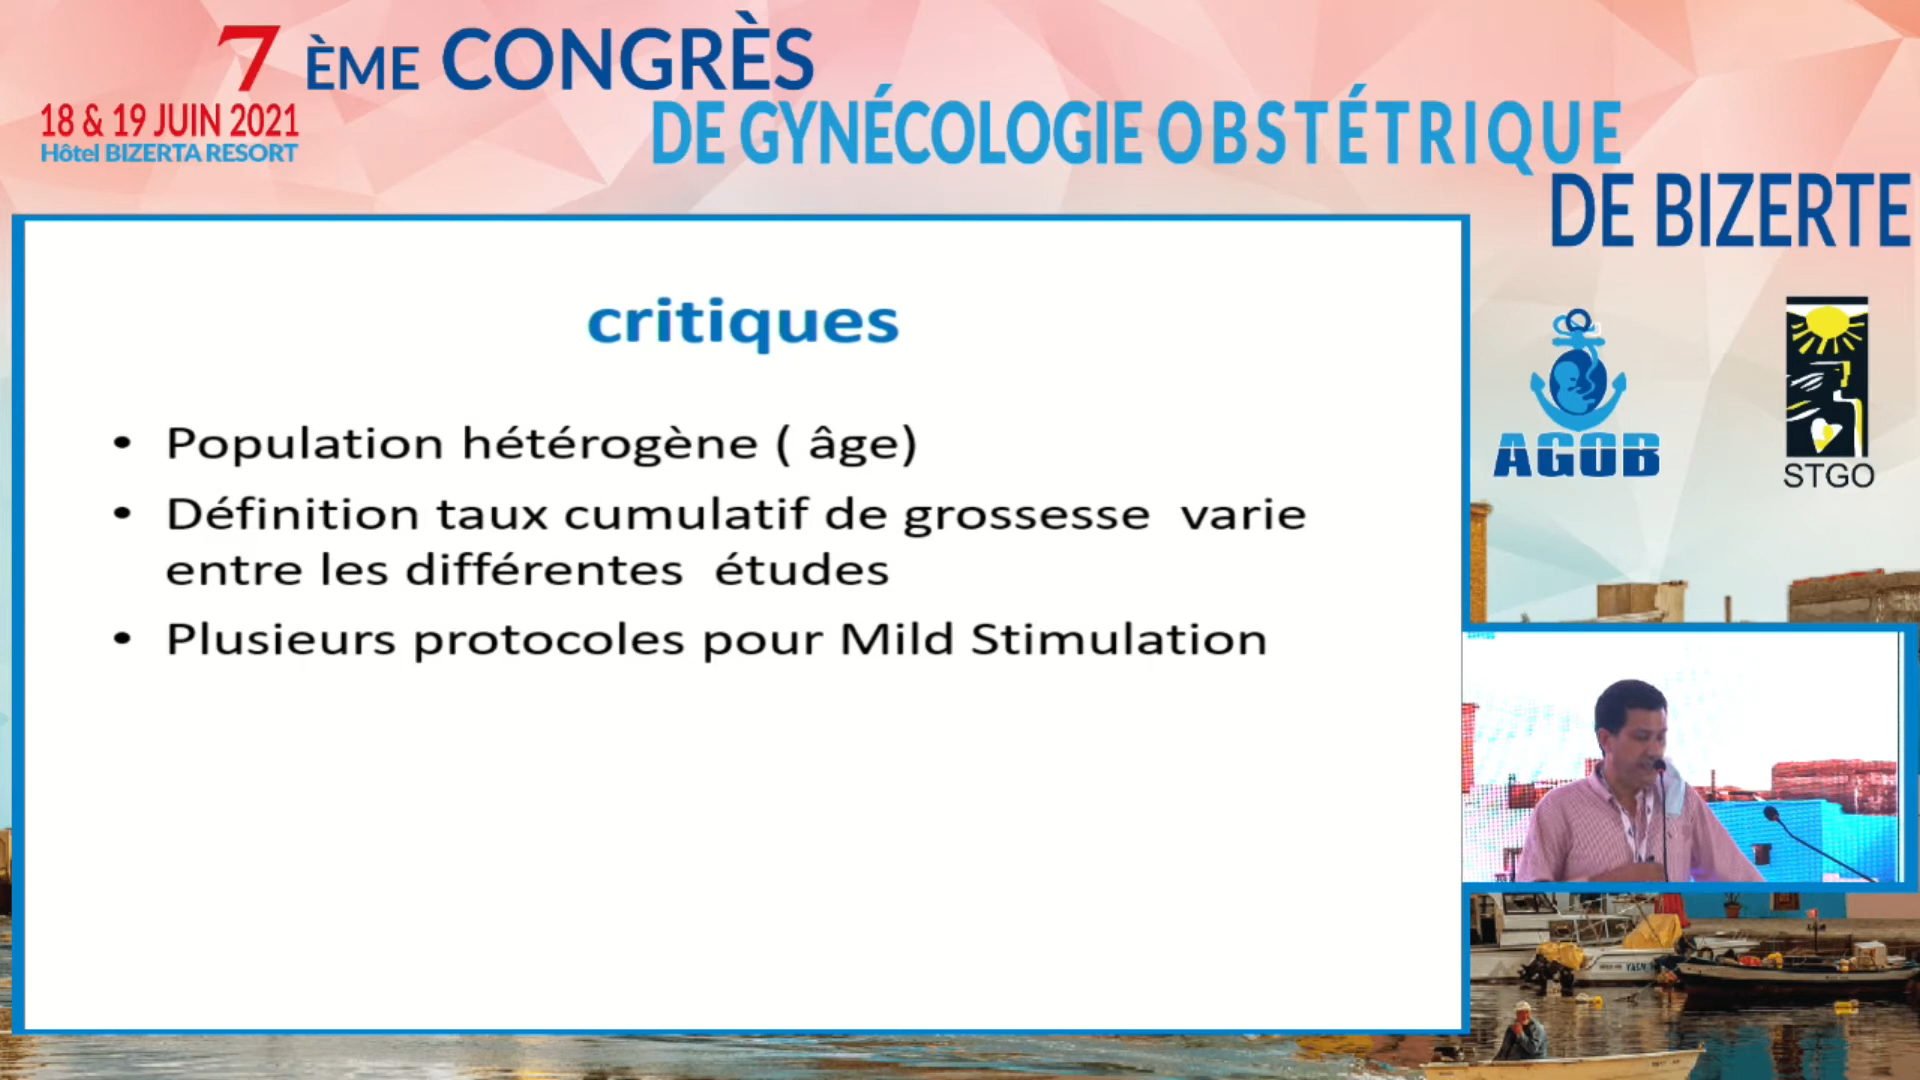 7 ÈME CONGRÈS
DE GYNÉCOLOGIE OBSTÉTRIQUE
DE BIZERTE
18 & 19 JUIN 2021
Hôtel BIZERTA RESORT
critiques
• Population hétérogène ( âge)
• Définition taux cumulatif de grossesse varie
entre les différentes études
• Plusieurs protocoles pour Mild Stimulation
AGOB
STGO